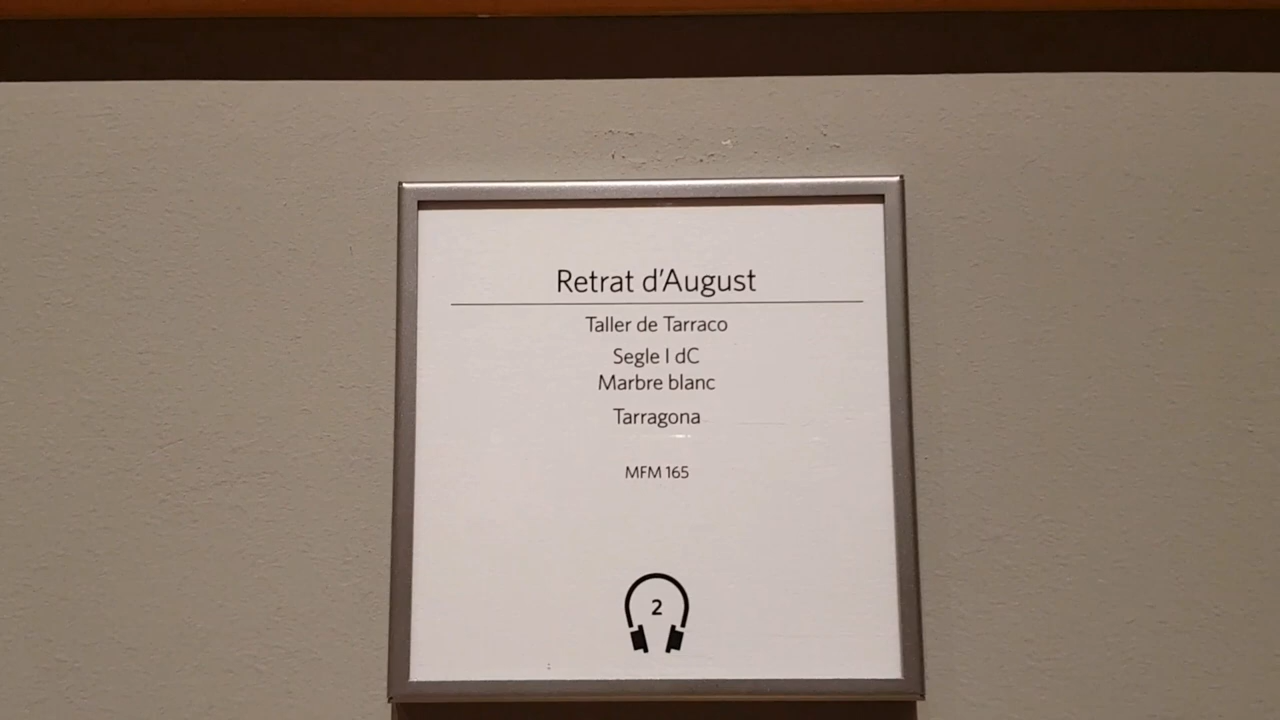 Retrat d'August
Taller de Tarraco
Segle I dC
Marbre blanc
Tarragona
MFM 165
2